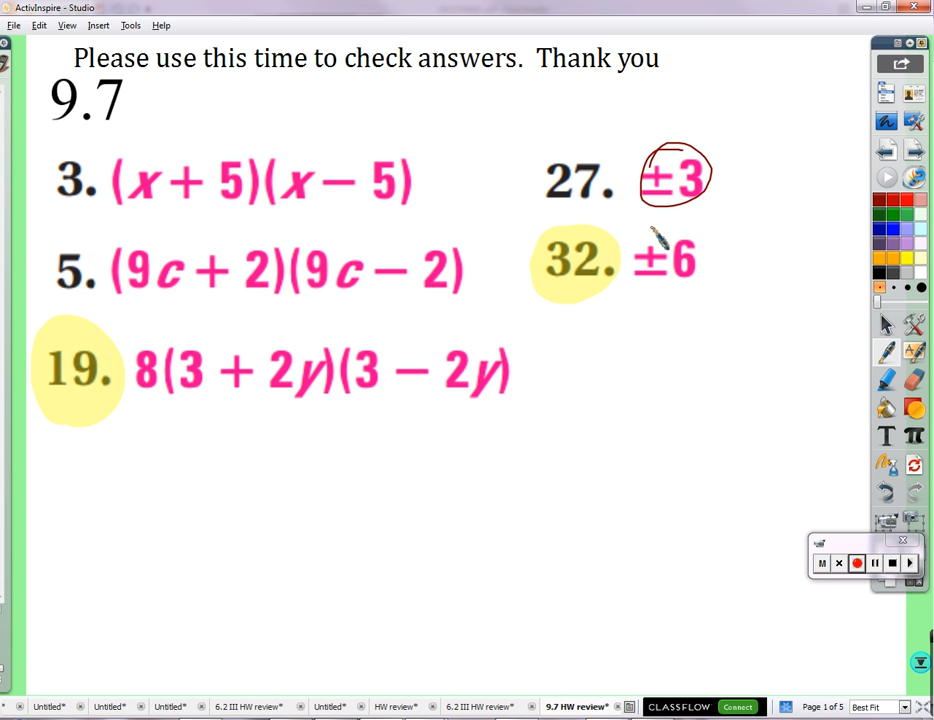 ActivInspire - Studio
File Edit View Insert Tools Help
Please use this time to check answers. Thank you
9.7
3. (x + 5)(x − 5)
5. (9c + 2)(9c − 2)
19. 8(3 + 2y)(3 − 2y)
27. ±3
32. ±6
M
Untitled* Untitled* Untitled* 6.2 III HW review* Untitled* HW review* 6.2 III HW review* Untitled* 9.7 HW review* CLASSFLOW Connect Page 1 of 5 Best Fit